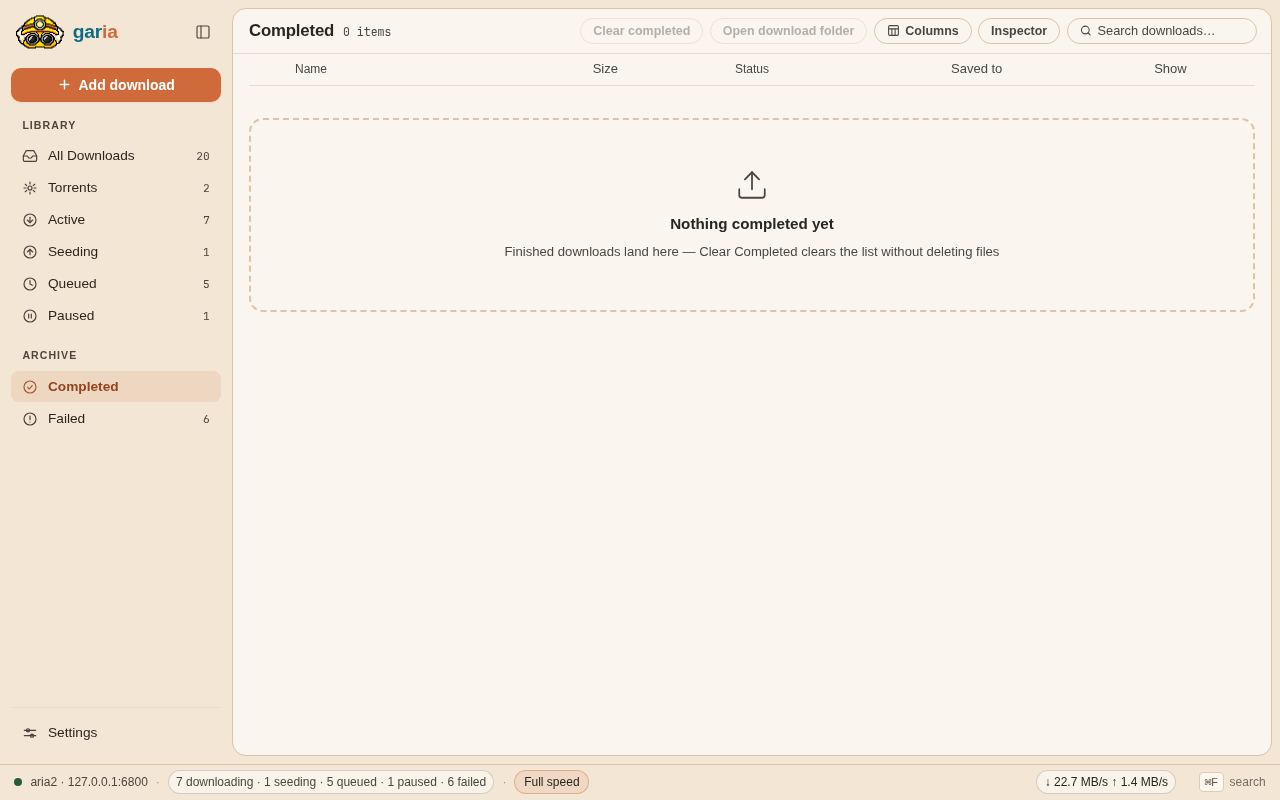 garia
Add download
LIBRARY
All Downloads 20
Torrents 2
Active 7
Seeding 1
Queued 5
Paused 1
ARCHIVE
Completed
Failed 6
Settings
Completed 0 items
Clear completed
Open download folder
Columns
Inspector
Search downloads…
Name Size Status Saved to Show
Nothing completed yet
Finished downloads land here — Clear Completed clears the list without deleting files
aria2 · 127.0.0.1:6800 · 7 downloading · 1 seeding · 5 queued · 1 paused · 6 failed · Full speed
↓ 22.7 MB/s ↑ 1.4 MB/s
⌘F search